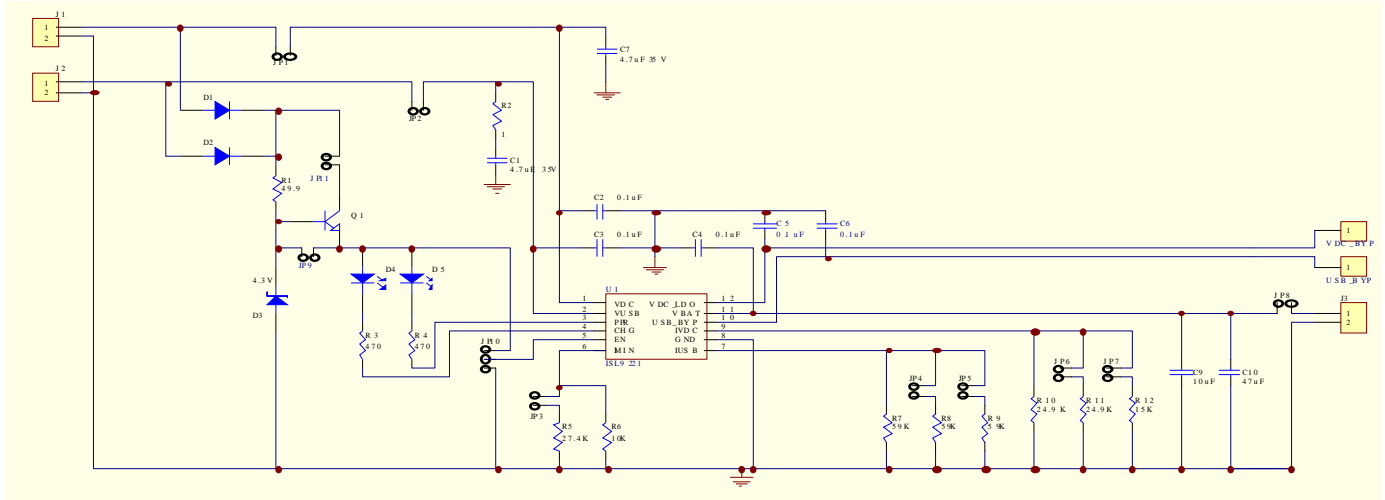 J1
1
2
J2
1
2
JP1
C7
4.7uF 35V
D1
D2
JP2
R2
1
C1
4.7uF 35V
R1
49.9
JP11
Q1
JP9
4.3V
D3
D4
D5
R3
470
R4
470
C2
0.1uF
C3
0.1uF
C4
0.1uF
C5
0.1uF
C6
0.1uF
1
VDC_BYP
1
USB_BYP
U1
1 VDC VDC_LDO 12
2 VUSB VBAT 11
3 PPR USB_BYP 10
4 CHG IVDC 9
5 EN GND 8
6 MIN IUSB 7
ISL9221
JP10
JP3
R5
27.4K
R6
10K
JP4
JP5
R7
59K
R8
59K
R9
59K
JP6
JP7
R10
24.9K
R11
24.9K
R12
15K
C9
10uF
C10
47uF
JP8
J3
1
2